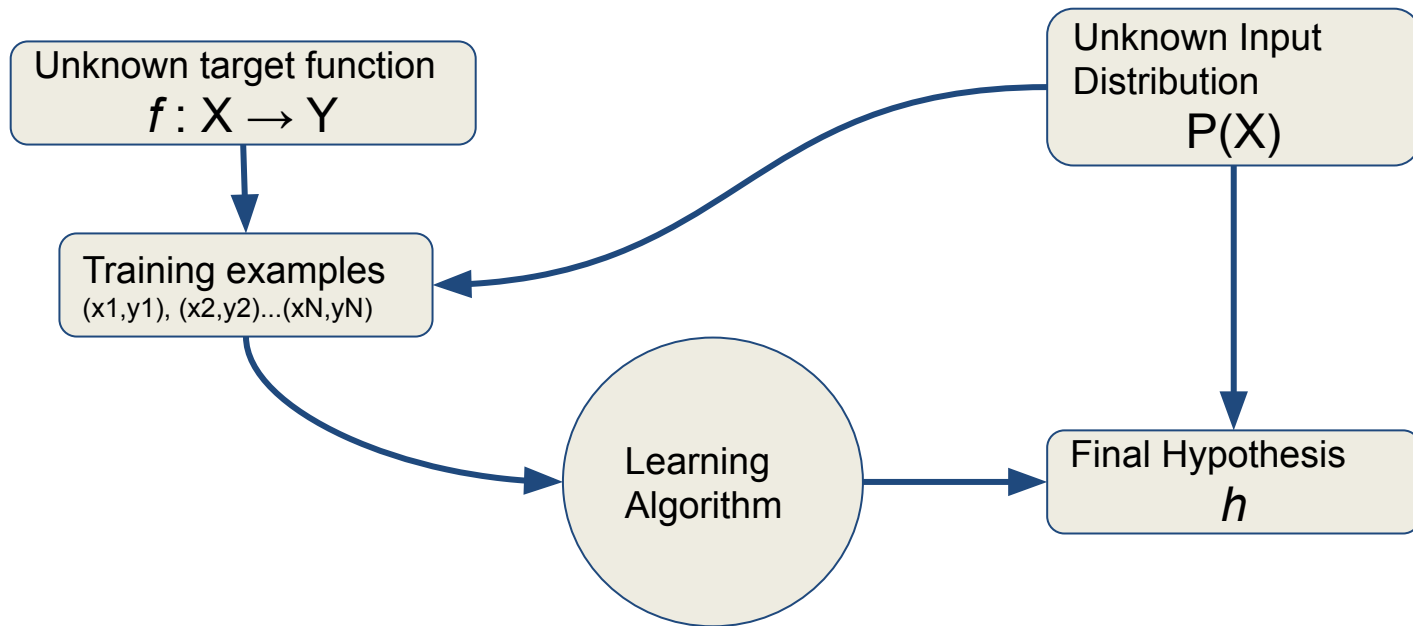 Unknown target function
f : X → Y
Unknown Input
Distribution
P(X)
Training examples
(x1,y1), (x2,y2)...(xN,yN)
Learning
Algorithm
Final Hypothesis
h